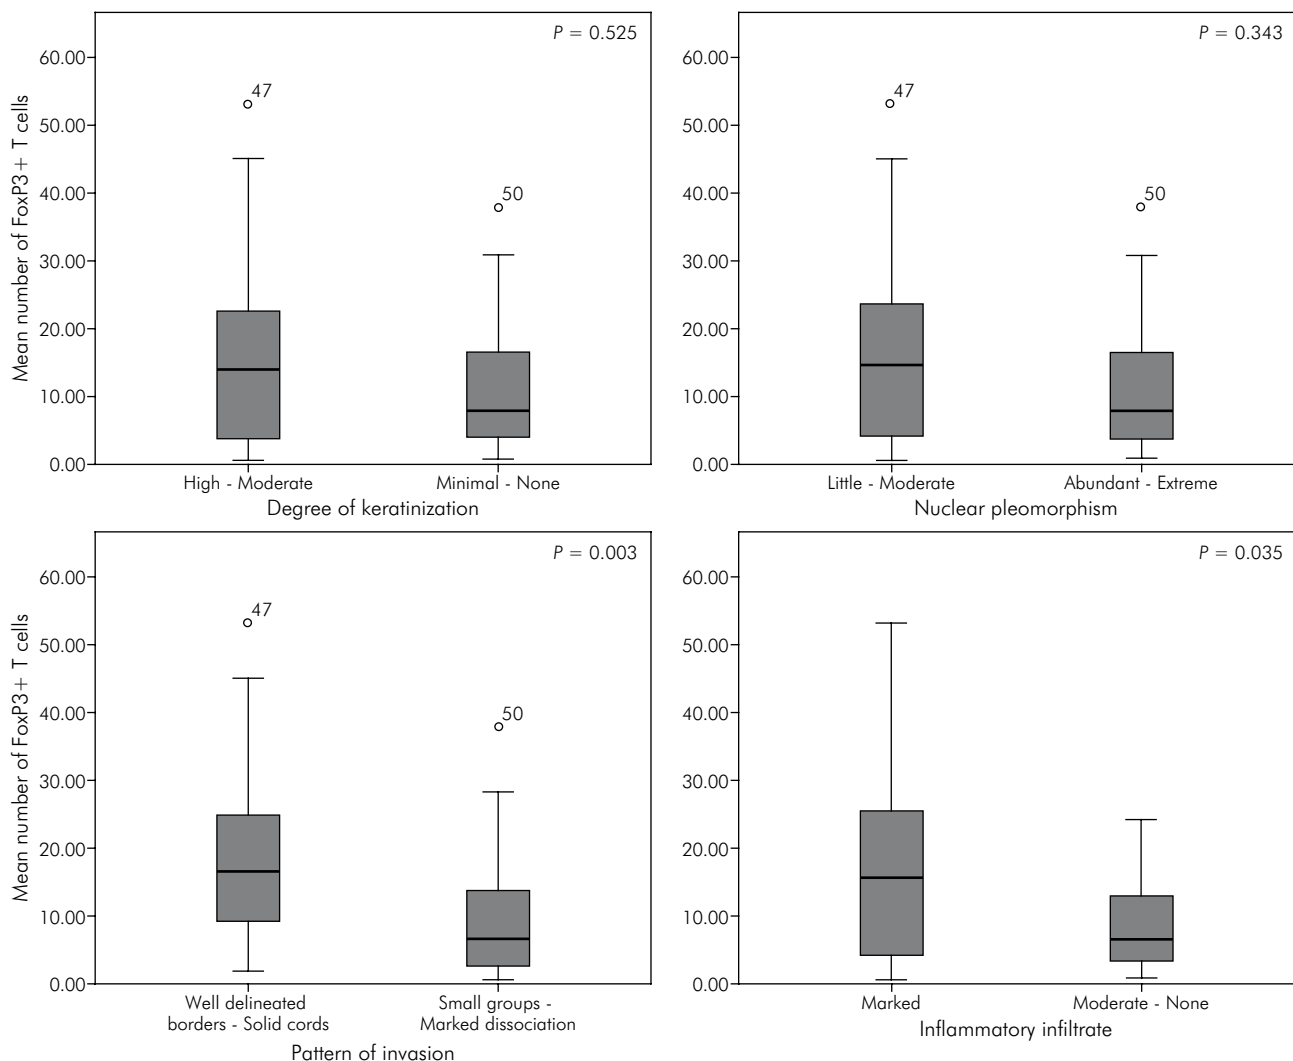 P = 0.525
60.00
50.00
40.00
30.00
20.00
10.00
0.00
Mean number of FoxP3+ T cells
47
50
High - Moderate
Minimal - None
Degree of keratinization
P = 0.343
60.00
50.00
40.00
30.00
20.00
10.00
0.00
47
50
Little - Moderate
Abundant - Extreme
Nuclear pleomorphism
P = 0.003
60.00
50.00
40.00
30.00
20.00
10.00
0.00
Mean number of FoxP3+ T cells
47
50
Well delineated
borders - Solid cords
Small groups -
Marked dissociation
Pattern of invasion
P = 0.035
60.00
50.00
40.00
30.00
20.00
10.00
0.00
Marked
Moderate - None
Inflammatory infiltrate